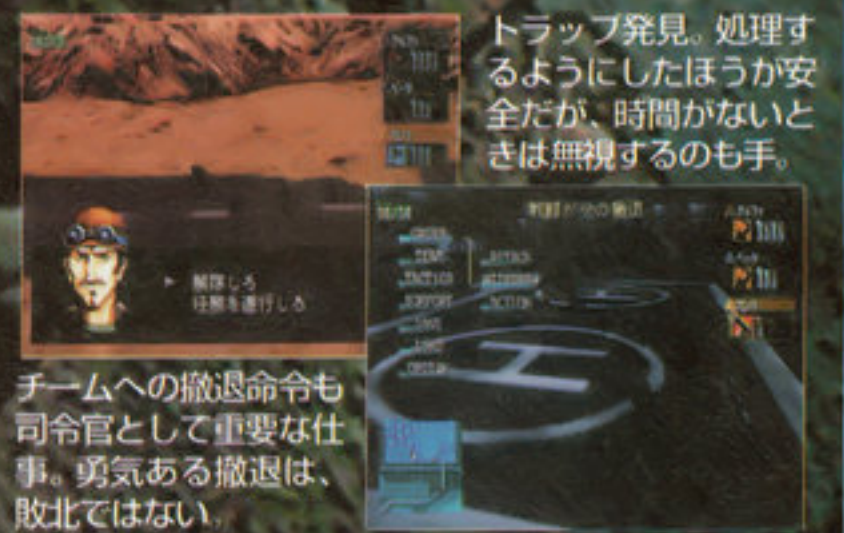 トラップ発見。処理す
るようにしたほうが安
全だが、時間がないと
きは無視するのも手。
解除しろ
任務を遂行しろ
TACTICS
SUPPORT
H
チームへの撤退命令も
司令官として重要な仕
事。勇気ある撤退は、
敗北ではない。